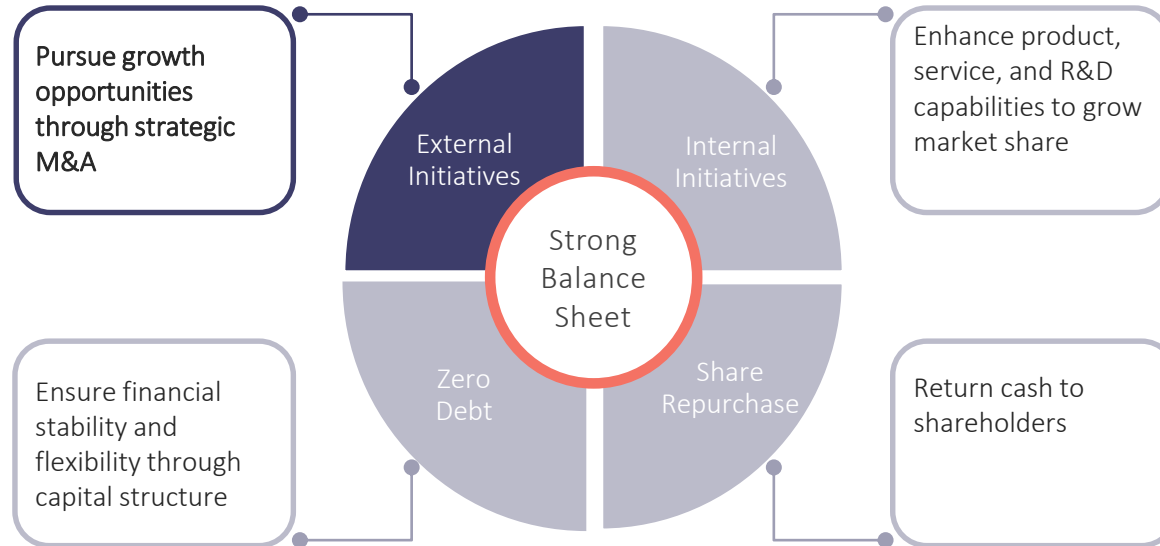 Pursue growth
opportunities
through strategic
M&A
External
Initiatives
Internal
Initiatives
Enhance product,
service, and R&D
capabilities to grow
market share
Strong
Balance
Sheet
Ensure financial
stability and
flexibility through
capital structure
Zero
Debt
Share
Repurchase
Return cash to
shareholders